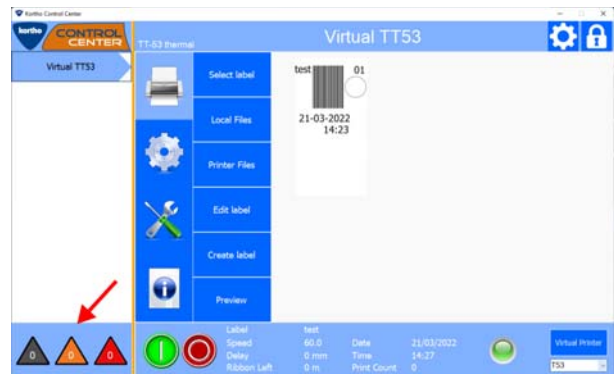 Kortho Control Center
kortho CONTROL CENTER
TT-53 thermal
Virtual TT53
Virtual TT53
Select label
Local Files
Printer Files
Edit label
Create label
Preview
test 01
21-03-2022
14:23
0 0 0
Label test
Speed 60.0 Date 21/03/2022
Delay 0 mm Time 14:27
Ribbon Left 0 m Print Count 0
Virtual Printer
T53